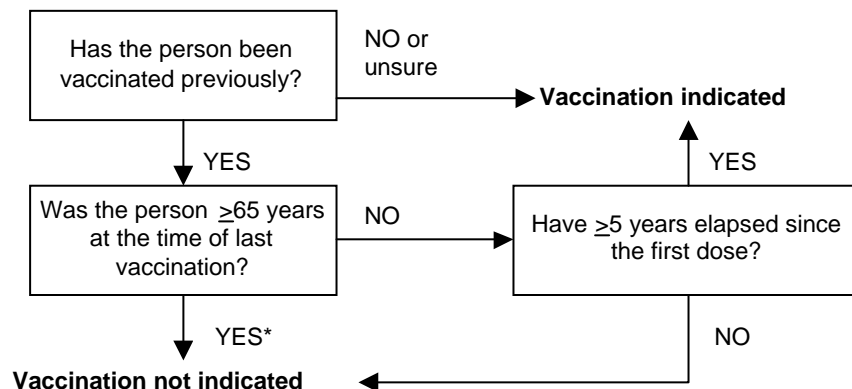 Has the person been
vaccinated previously?
NO or
unsure
Vaccination indicated
YES
YES
Was the person ≥65 years
at the time of last
vaccination?
NO
Have ≥5 years elapsed since
the first dose?
YES*
NO
Vaccination not indicated